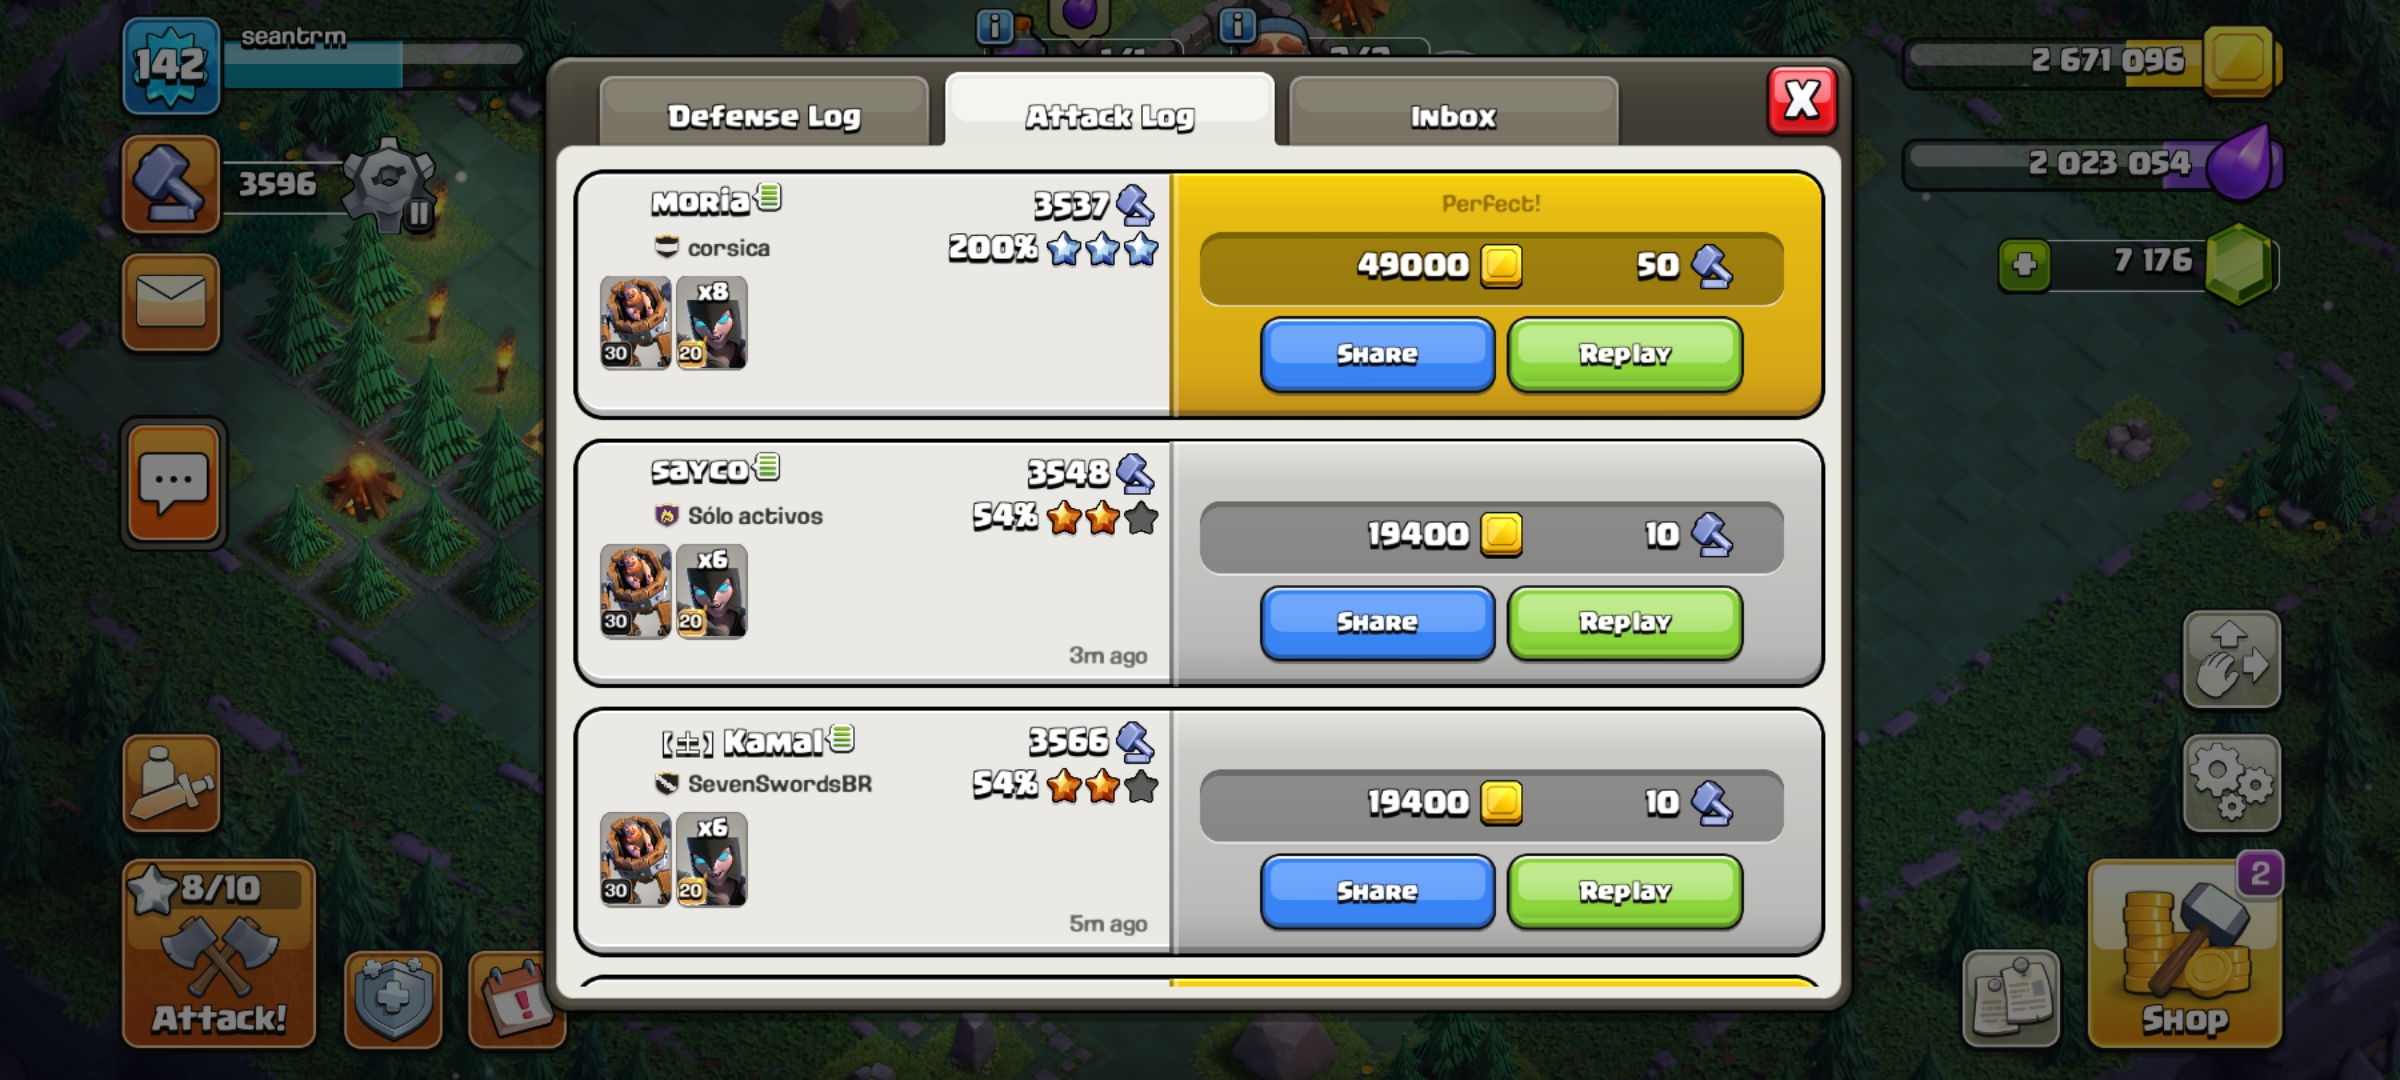 142
seantrm
3596
2 671 096
2 023 054
7 176
Defense Log
Attack Log
Inbox
X
Moria
3537
corsica
200%
x8
30
20
Perfect!
49000
50
Share
Replay
sayco
3548
Sólo activos
54%
x6
30
20
3m ago
19400
10
Share
Replay
【士】 Kamal
3566
SevenSwordsBR
54%
x6
30
20
5m ago
19400
10
Share
Replay
8/10
Attack!
2
Shop